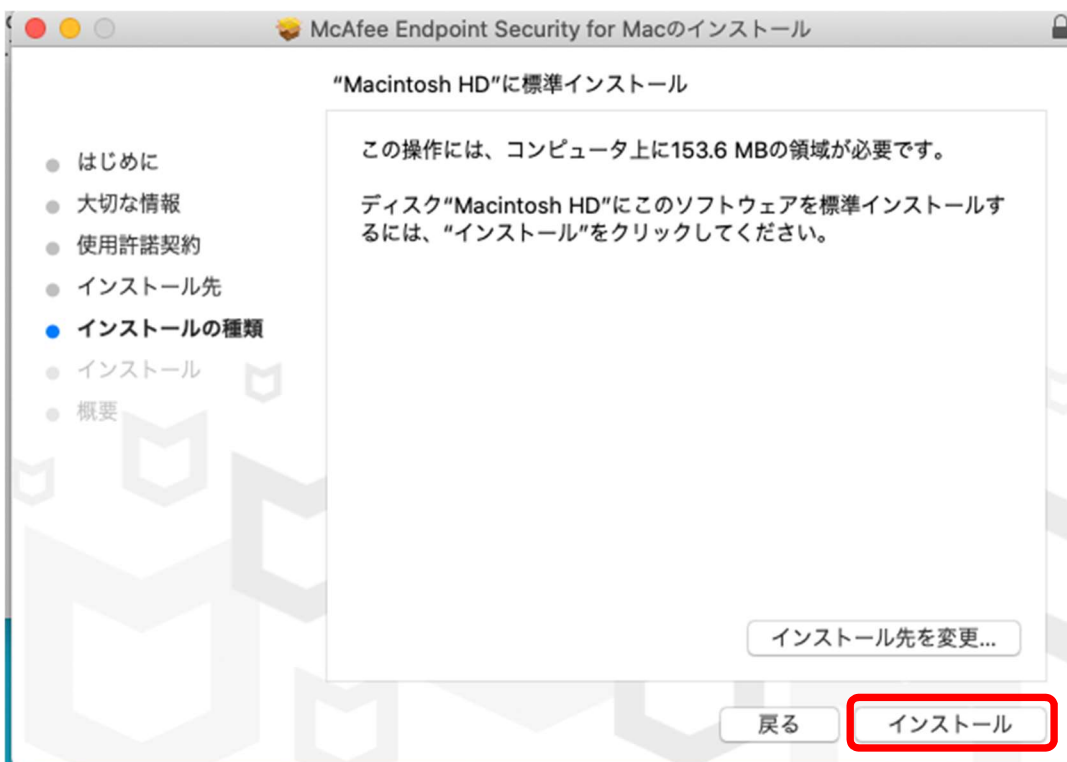 McAfee Endpoint Security for Macのインストール
“Macintosh HD”に標準インストール
はじめに
大切な情報
使用許諾契約
インストール先
インストールの種類
インストール
概要
この操作には、コンピュータ上に153.6 MBの領域が必要です。
ディスク“Macintosh HD”にこのソフトウェアを標準インストールす
るには、“インストール”をクリックしてください。
インストール先を変更...
戻る
インストール